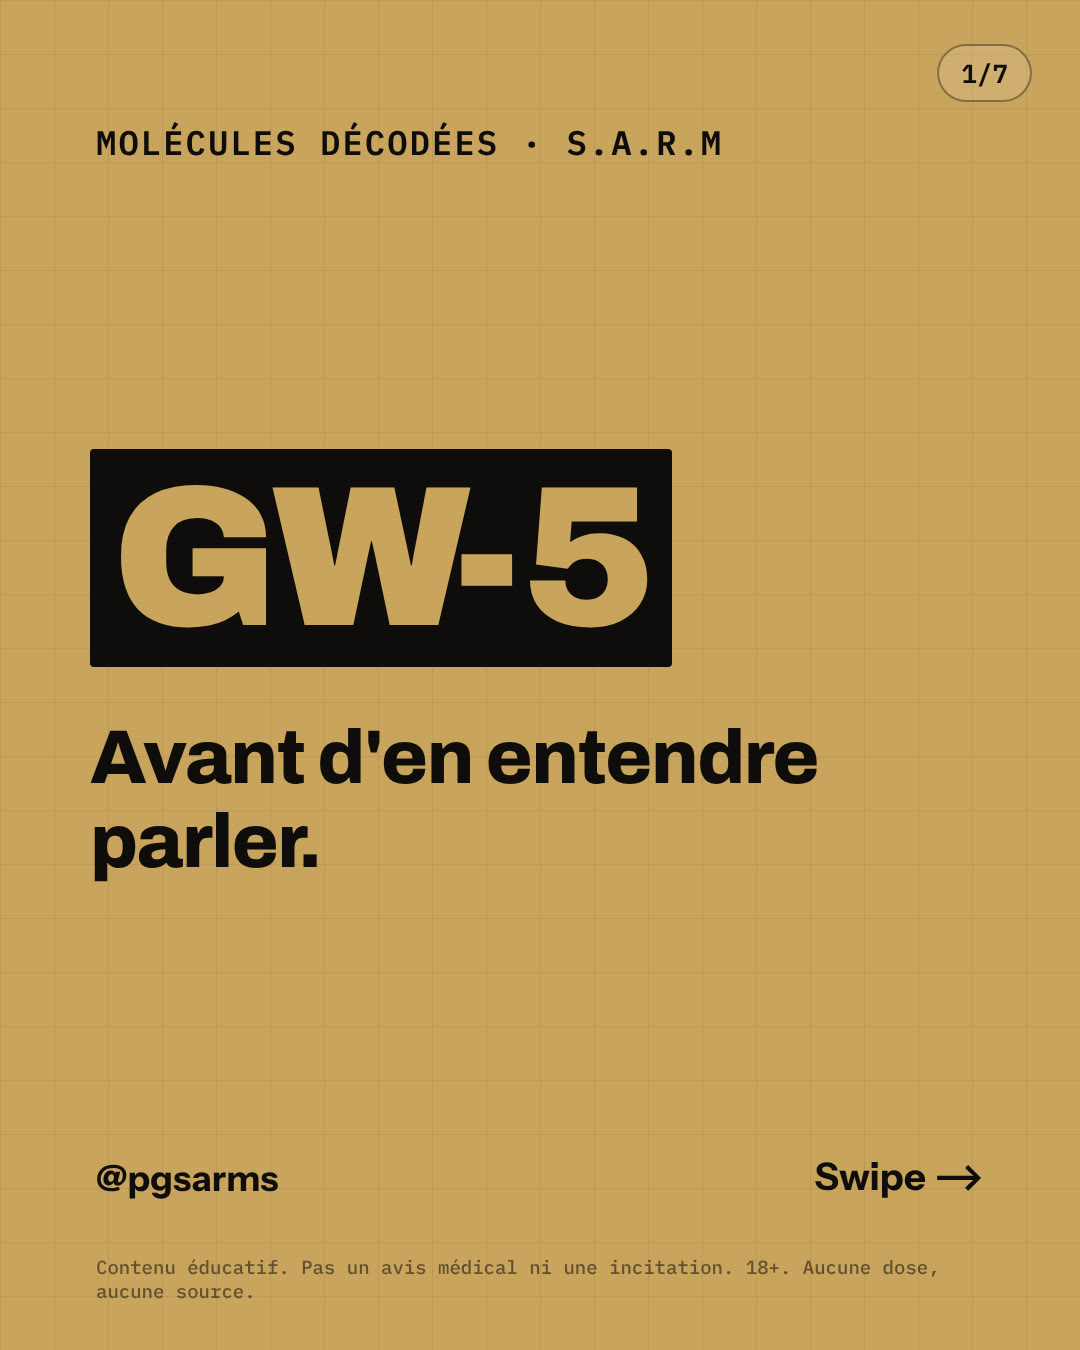 1/7
MOLÉCULES DÉCODÉES · S.A.R.M
GW-5
Avant d'en entendre
parler.
@pgsarms
Swipe →
Contenu éducatif. Pas un avis médical ni une incitation. 18+. Aucune dose,
aucune source.